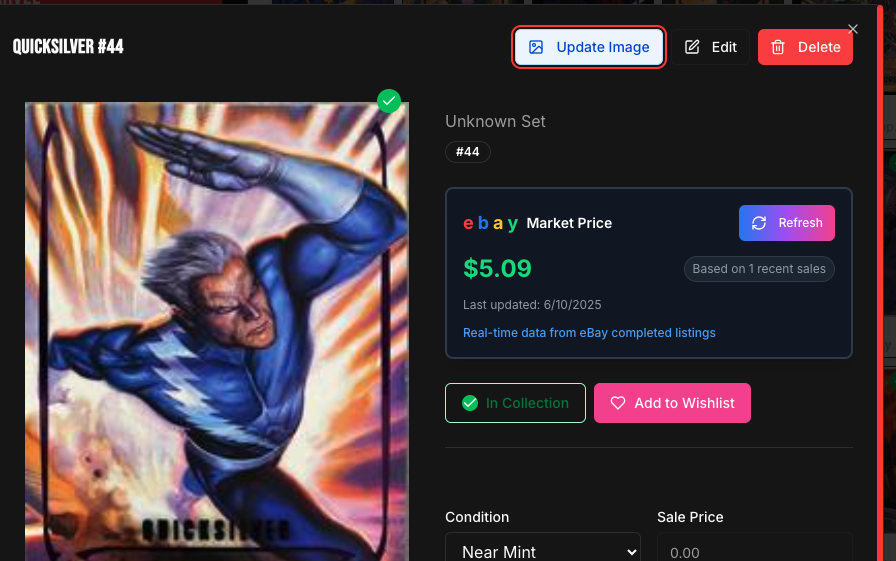 QUICKSILVER #44
Update Image
Edit
Delete
Unknown Set
#44
ebay Market Price
Refresh
$5.09
Based on 1 recent sales
Last updated: 6/10/2025
Real-time data from eBay completed listings
In Collection
Add to Wishlist
QUICKSILVER
Condition
Sale Price
Near Mint
0.00